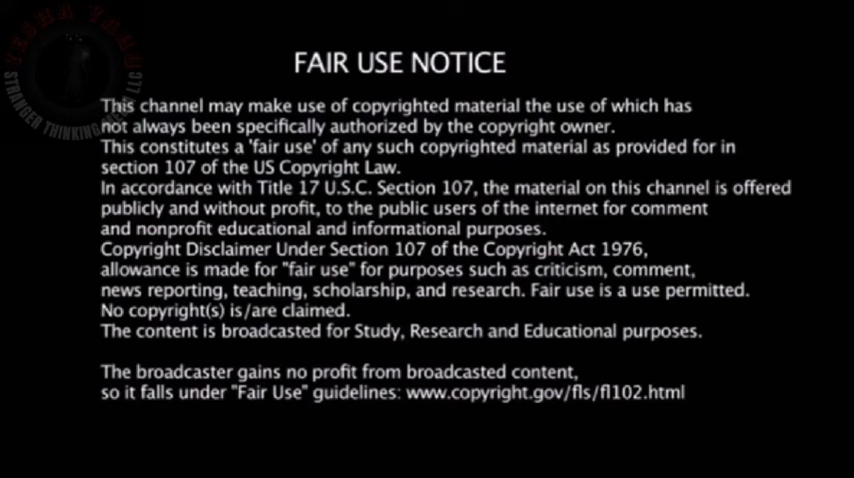 YESHA YAHU
STRANGER THINKING MEDIA LLC
FAIR USE NOTICE
This channel may make use of copyrighted material the use of which has
not always been specifically authorized by the copyright owner.
This constitutes a 'fair use' of any such copyrighted material as provided for in
section 107 of the US Copyright Law.
In accordance with Title 17 U.S.C. Section 107, the material on this channel is offered
publicly and without profit, to the public users of the internet for comment
and nonprofit educational and informational purposes.
Copyright Disclaimer Under Section 107 of the Copyright Act 1976,
allowance is made for "fair use" for purposes such as criticism, comment,
news reporting, teaching, scholarship, and research. Fair use is a use permitted.
No copyright(s) is/are claimed.
The content is broadcasted for Study, Research and Educational purposes.
The broadcaster gains no profit from broadcasted content,
so it falls under "Fair Use" guidelines: www.copyright.gov/fls/fl102.html